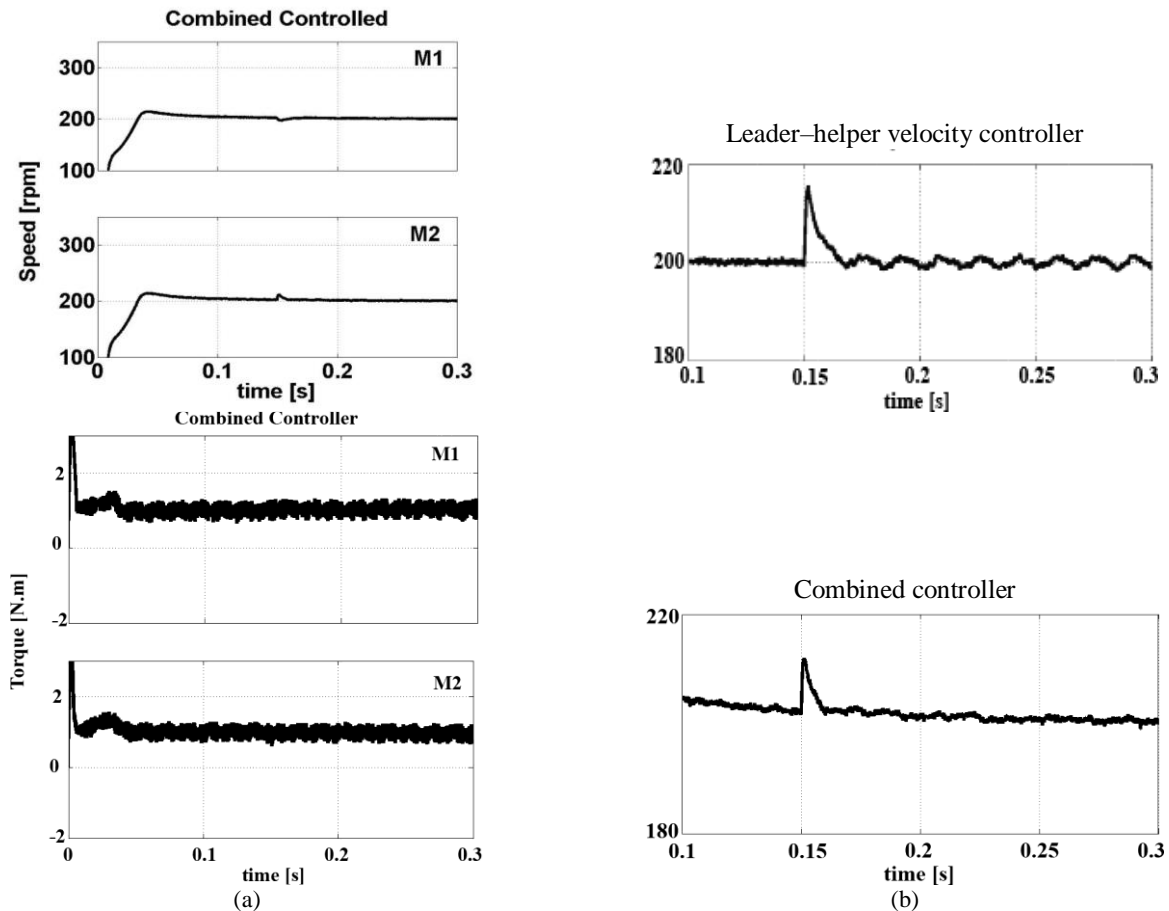 Combined Controlled
M1
300
200
100
M2
300
200
100
Speed [rpm]
0 0.1 0.2 0.3
time [s]
Combined Controller
M1
2
0
-2
M2
2
0
-2
Torque [N.m]
0 0.1 0.2 0.3
time [s]
(a)
Leader–helper velocity controller
220
200
180
0.1 0.15 0.2 0.25 0.3
time [s]
Combined controller
220
200
180
0.1 0.15 0.2 0.25 0.3
time [s]
(b)